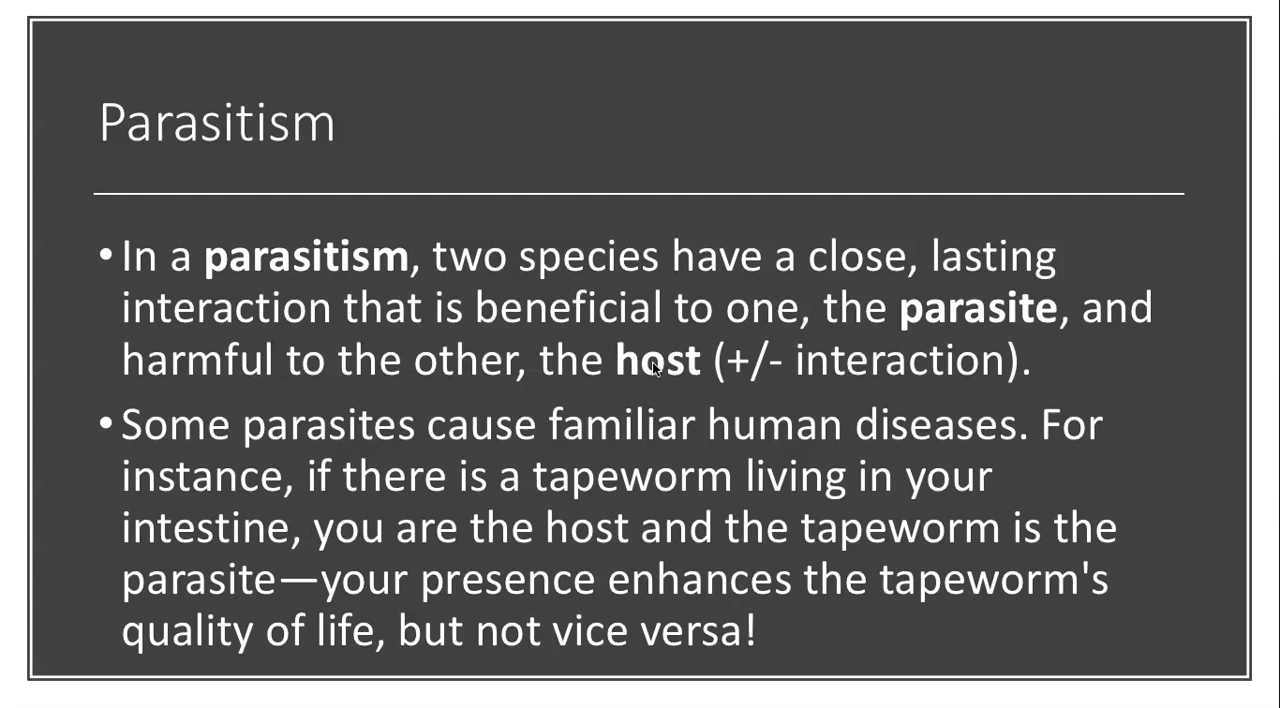 Parasitism
• In a parasitism, two species have a close, lasting
interaction that is beneficial to one, the parasite, and
harmful to the other, the host (+/- interaction).
• Some parasites cause familiar human diseases. For
instance, if there is a tapeworm living in your
intestine, you are the host and the tapeworm is the
parasite—your presence enhances the tapeworm's
quality of life, but not vice versa!